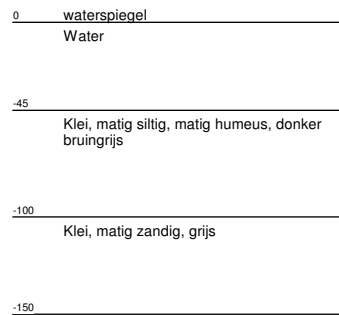 0 waterspiegel
Water
-45
Klei, matig siltig, matig humeus, donker
bruingrijs
-100
Klei, matig zandig, grijs
-150